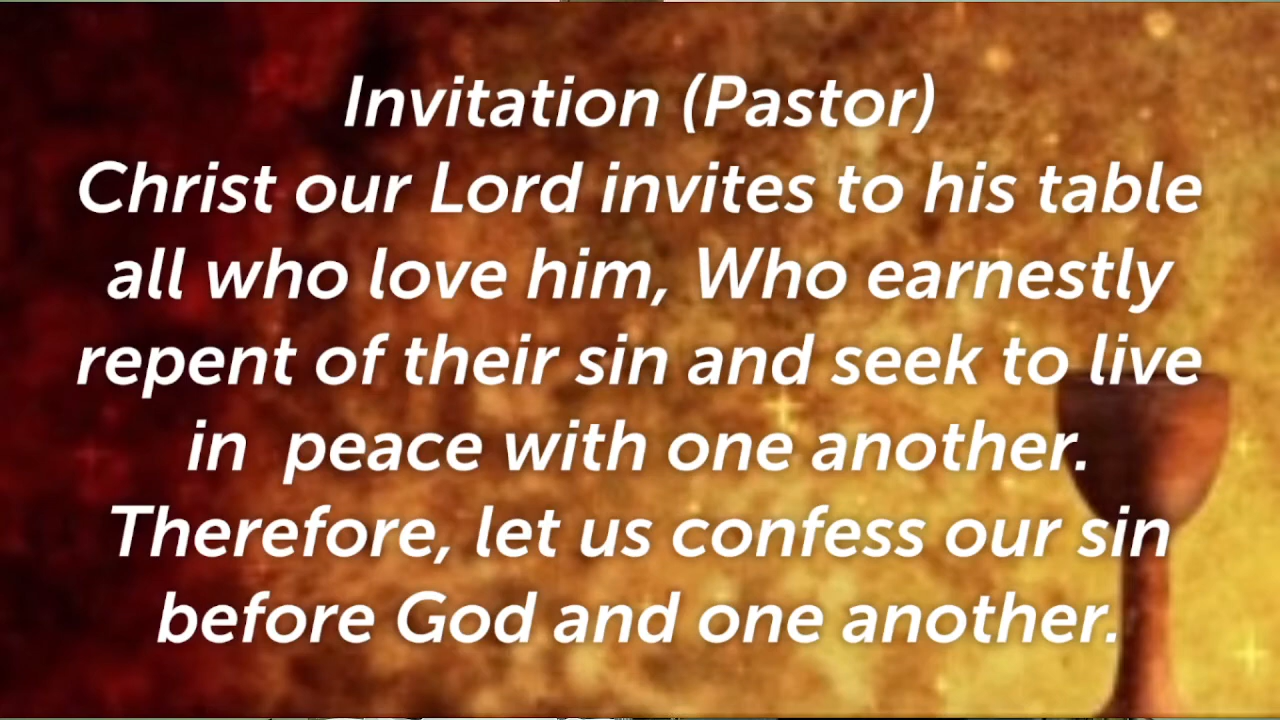 Invitation (Pastor)
Christ our Lord invites to his table
all who love him, Who earnestly
repent of their sin and seek to live
in  peace with one another.
Therefore, let us confess our sin
before God and one another.